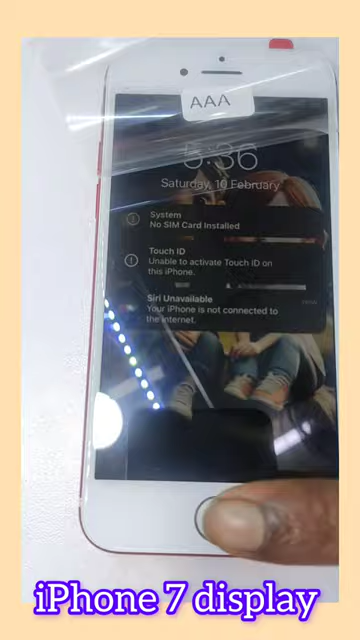 AAA
5:36
Saturday, 10 February
System
No SIM Card Installed
Touch ID
Unable to activate Touch ID on
this iPhone.
Siri Unavailable
Your iPhone is not connected to
the internet.
iPhone 7 display